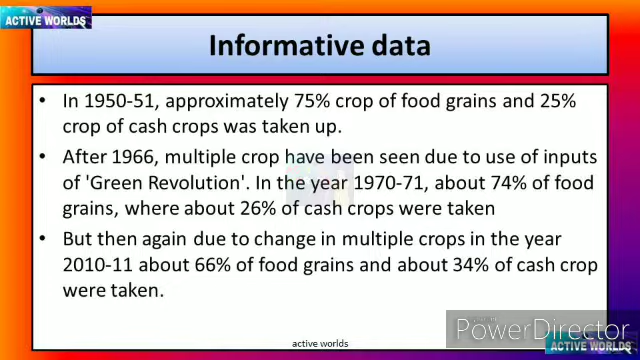 ACTIVE WORLDS
Informative data
• In 1950-51, approximately 75% crop of food grains and 25%
crop of cash crops was taken up.
• After 1966, multiple crop have been seen due to use of inputs
of 'Green Revolution'. In the year 1970-71, about 74% of food
grains, where about 26% of cash crops were taken
• But then again due to change in multiple crops in the year
2010-11 about 66% of food grains and about 34% of cash crop
were taken.
PowerDirector
active worlds
ACTIVE WORLDS